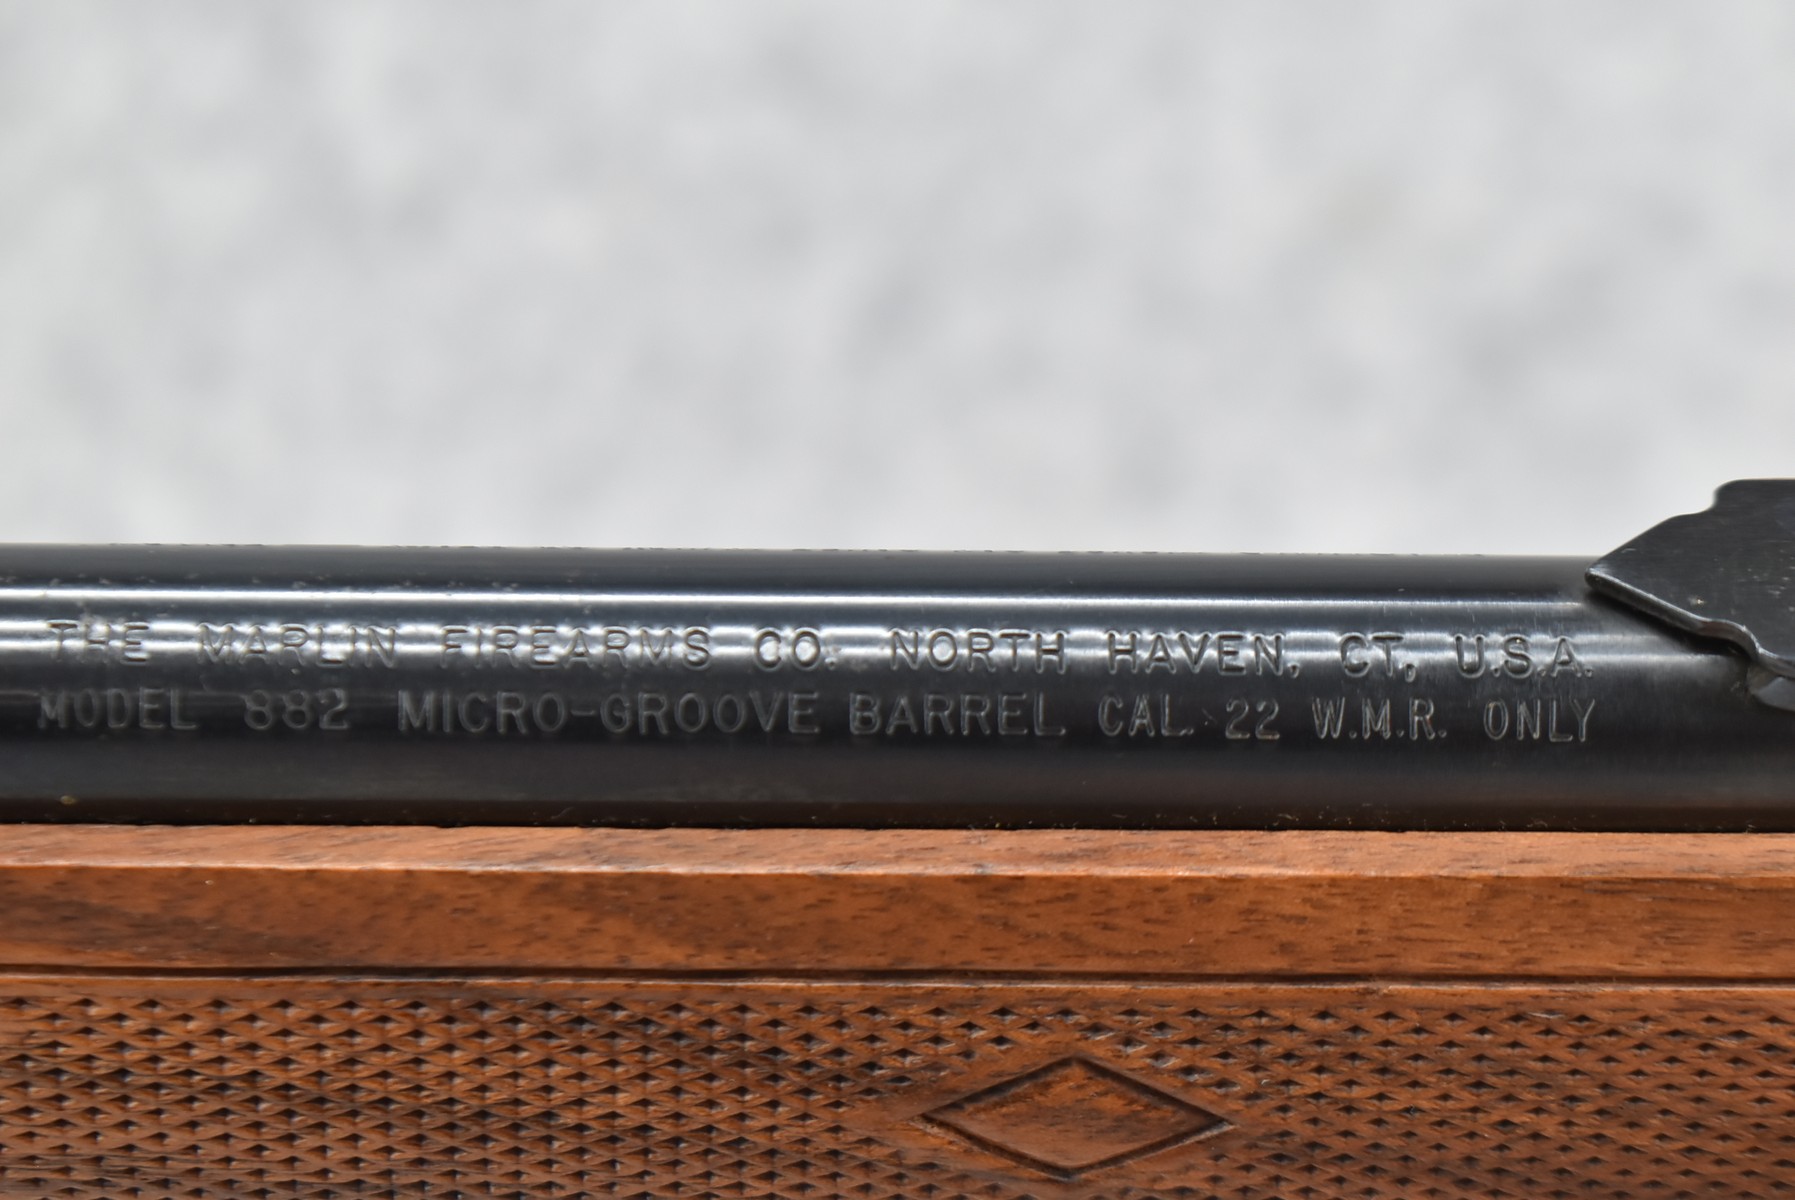 THE MARLIN FIREARMS CO. NORTH HAVEN, CT, U.S.A.
MODEL 882 MICRO-GROOVE BARREL CAL. 22 W.M.R. ONLY